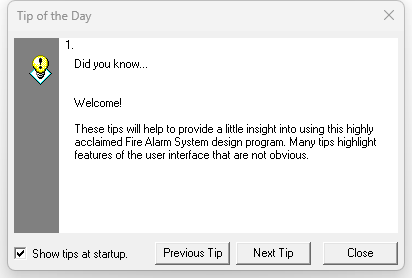 Tip of the Day
1.
Did you know...
Welcome!
These tips will help to provide a little insight into using this highly
acclaimed Fire Alarm System design program. Many tips highlight
features of the user interface that are not obvious.
Show tips at startup.
Previous Tip
Next Tip
Close